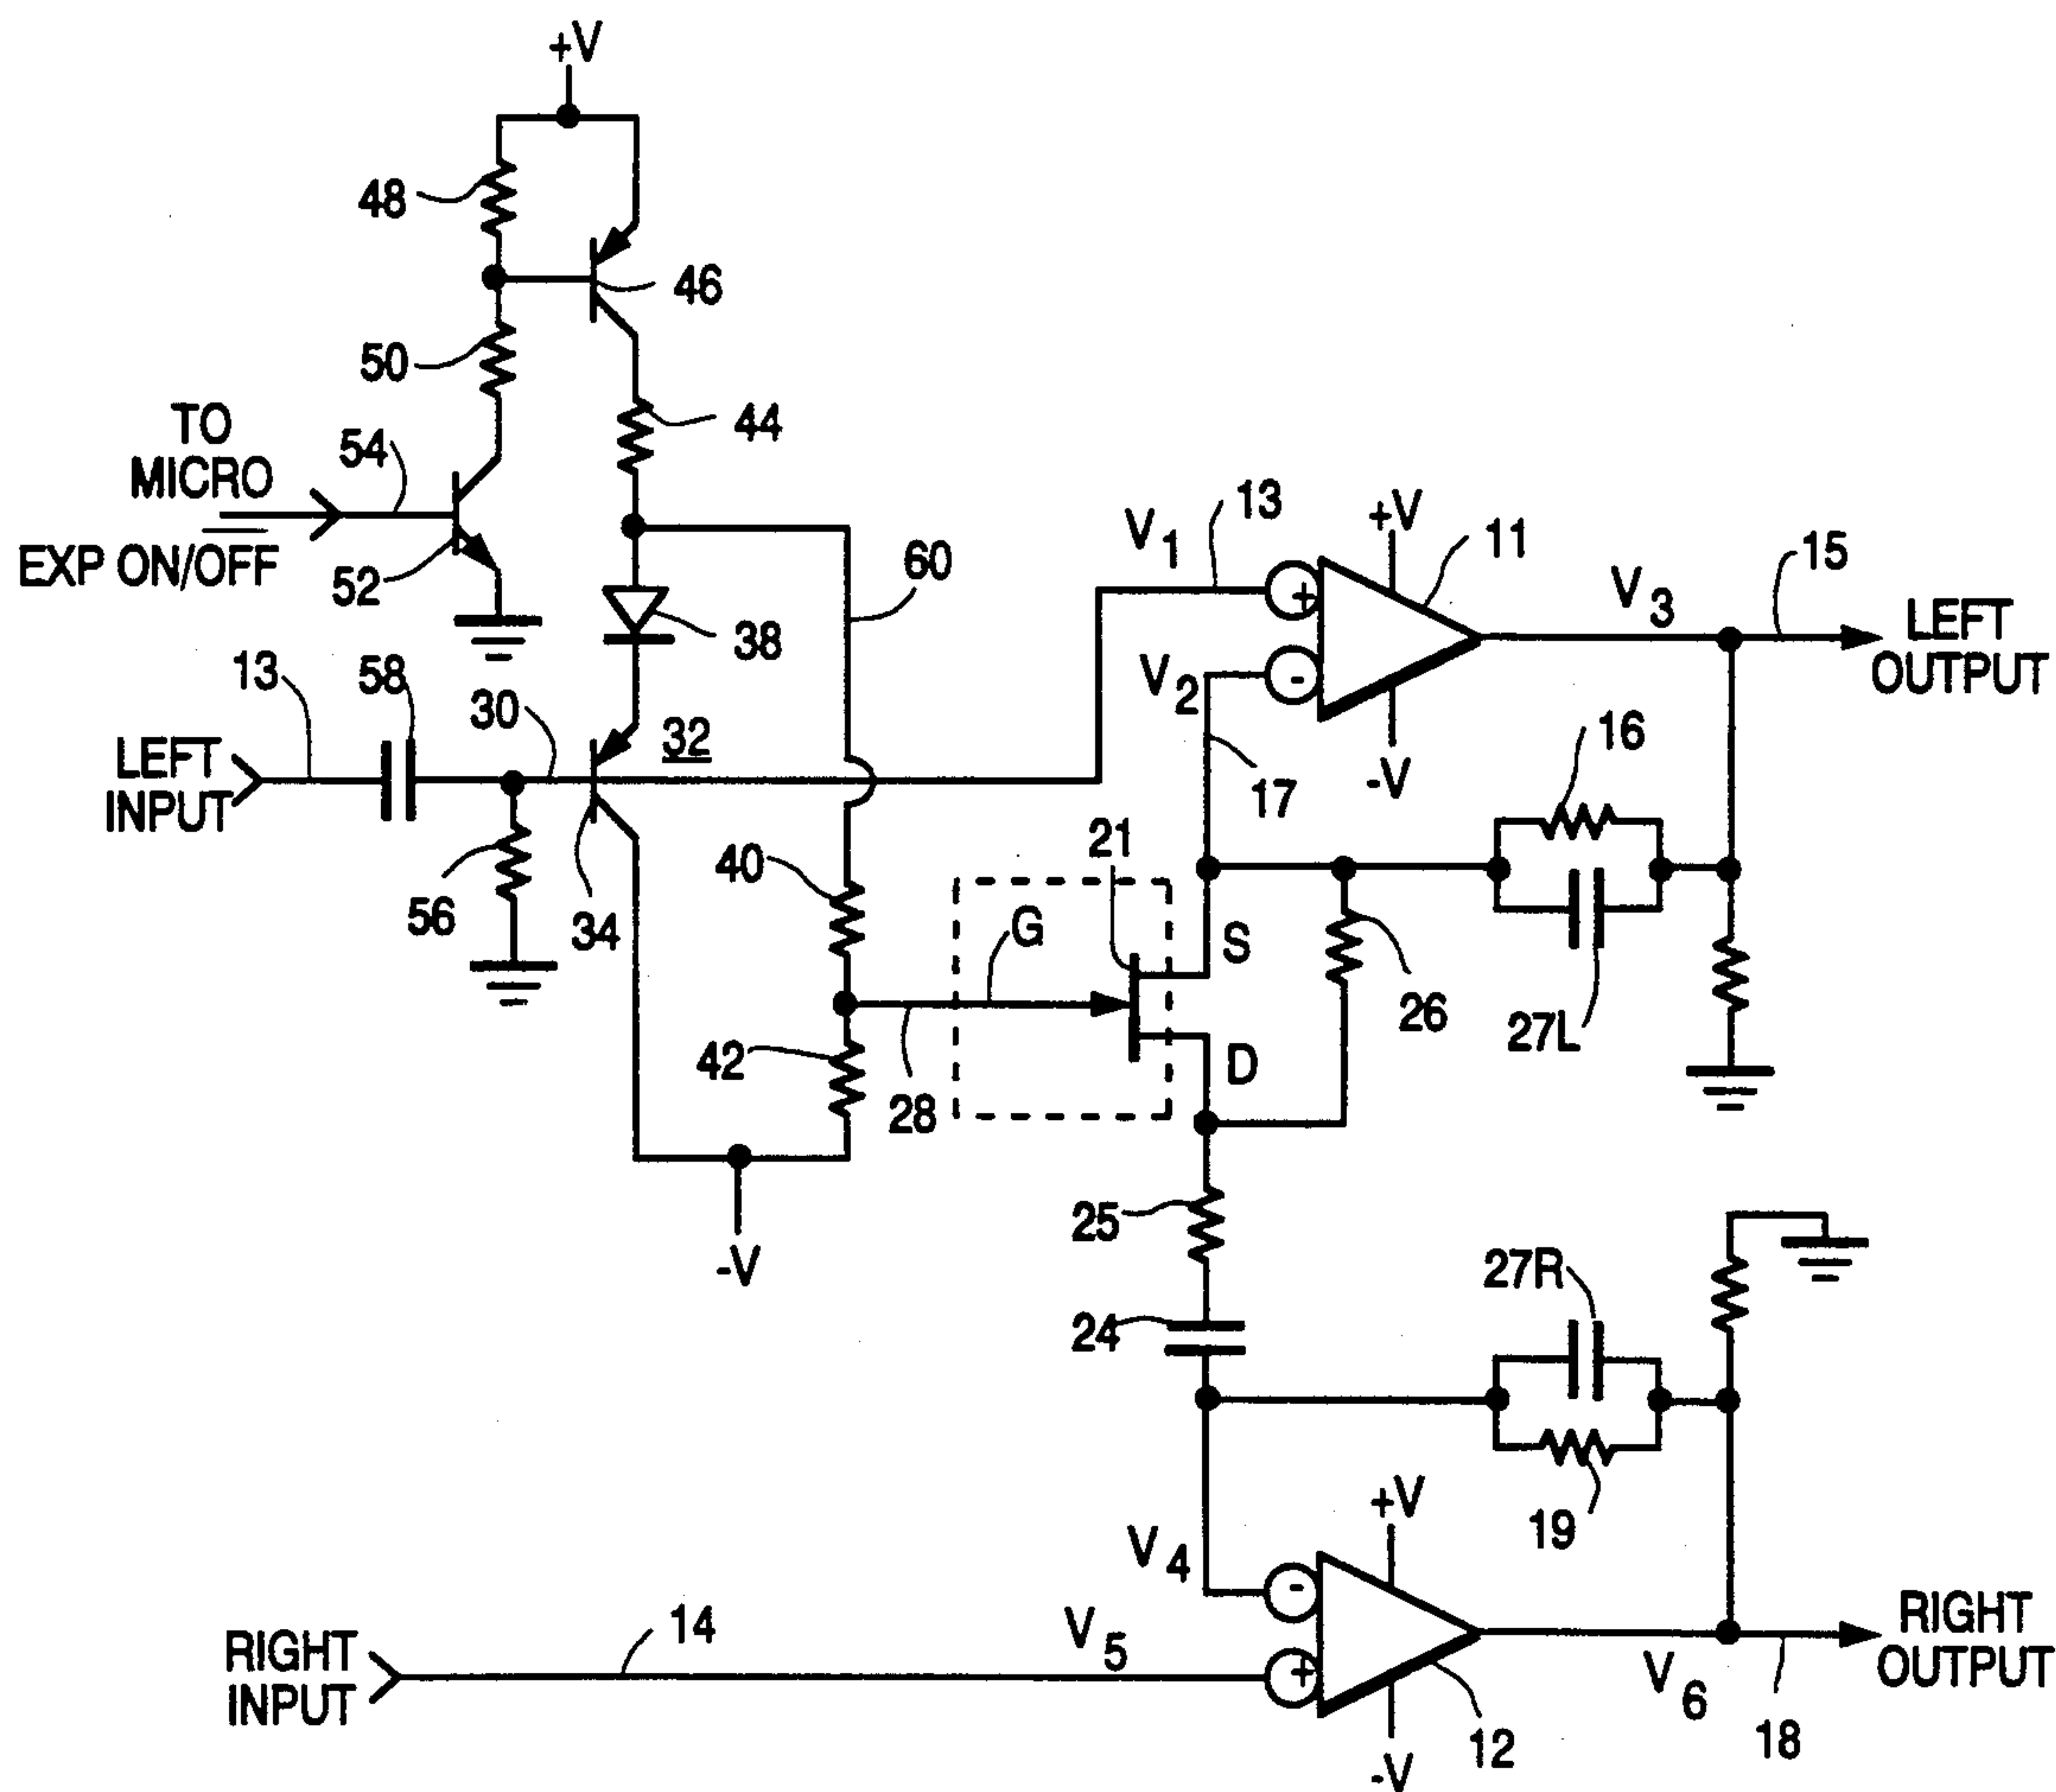 +V
48
46
50
44
TO
MICRO
54
EXP ON/OFF
52
60
38
13
58
30
32
LEFT
INPUT
56
34
V1
13
+V
11
V3
15
LEFT
OUTPUT
V2
-V
17
16
21
40
G
S
26
27L
42
28
D
-V
25
24
27R
19
+V
V4
RIGHT
INPUT
14
V5
V6
18
RIGHT
OUTPUT
12
-V
+
-
-
+